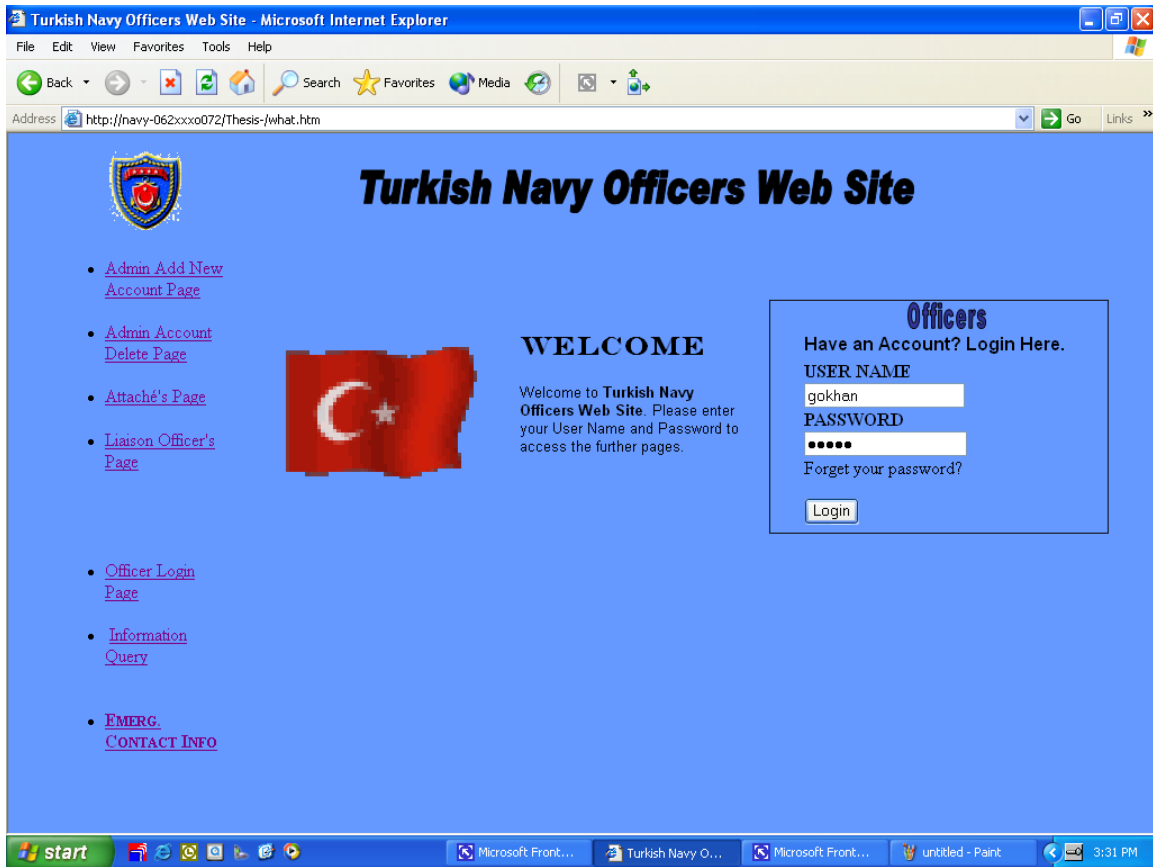 Turkish Navy Officers Web Site - Microsoft Internet Explorer
File Edit View Favorites Tools Help
Back Search Favorites Media
Address http://navy-062xxxo072/Thesis-/what.htm Go Links »
Turkish Navy Officers Web Site
Admin Add New
Account Page
Admin Account
Delete Page
Attaché's Page
Liaison Officer's
Page
Officer Login
Page
Information
Query
EMERG.
CONTACT INFO
WELCOME
Welcome to Turkish Navy
Officers Web Site. Please enter
your User Name and Password to
access the further pages.
Officers
Have an Account? Login Here.
USER NAME
gokhan
PASSWORD
•••••
Forget your password?
Login
start Microsoft Front... Turkish Navy O... Microsoft Front... untitled - Paint 3:31 PM